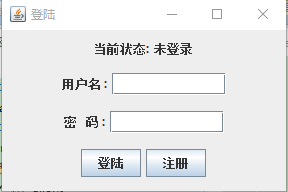 登陆
当前状态: 未登录
用户名 :
密 码 :
登陆 注册